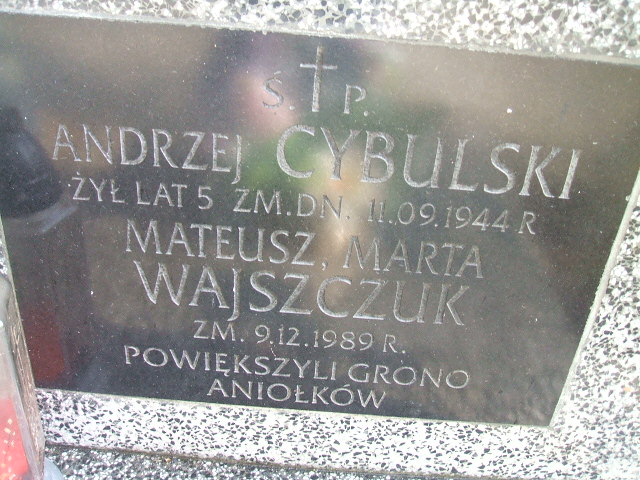 Ś. P.
ANDRZEJ CYBULSKI
ŻYŁ LAT 5 ZM. DN. 11.09.1944 R
MATEUSZ, MARTA
WAJSZCZUK
ZM. 9.12.1989 R.
POWIĘKSZYLI GRONO
ANIOŁKÓW